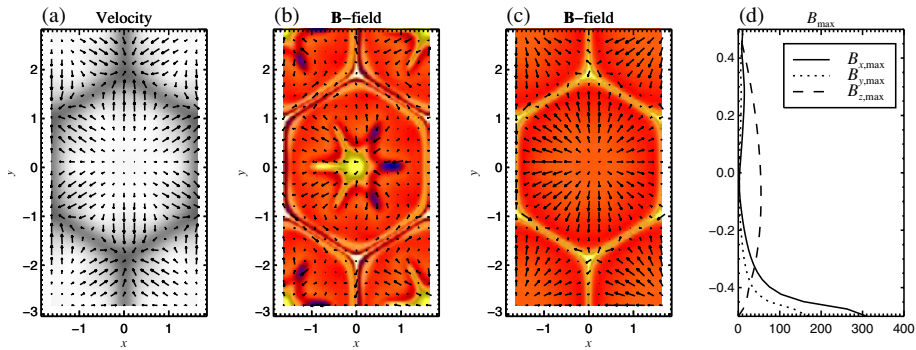 (a) Velocity
2
1
0
−1
−2
−3
y
−1 0 1
x
(b) B−field
2
1
0
−1
−2
−3
y
−1 0 1
x
(c) B−field
2
1
0
−1
−2
−3
y
−1 0 1
x
(d) Bmax
0.4
0.2
0.0
−0.2
−0.4
0 100 200 300 400
Bx,max
By,max
Bz,max